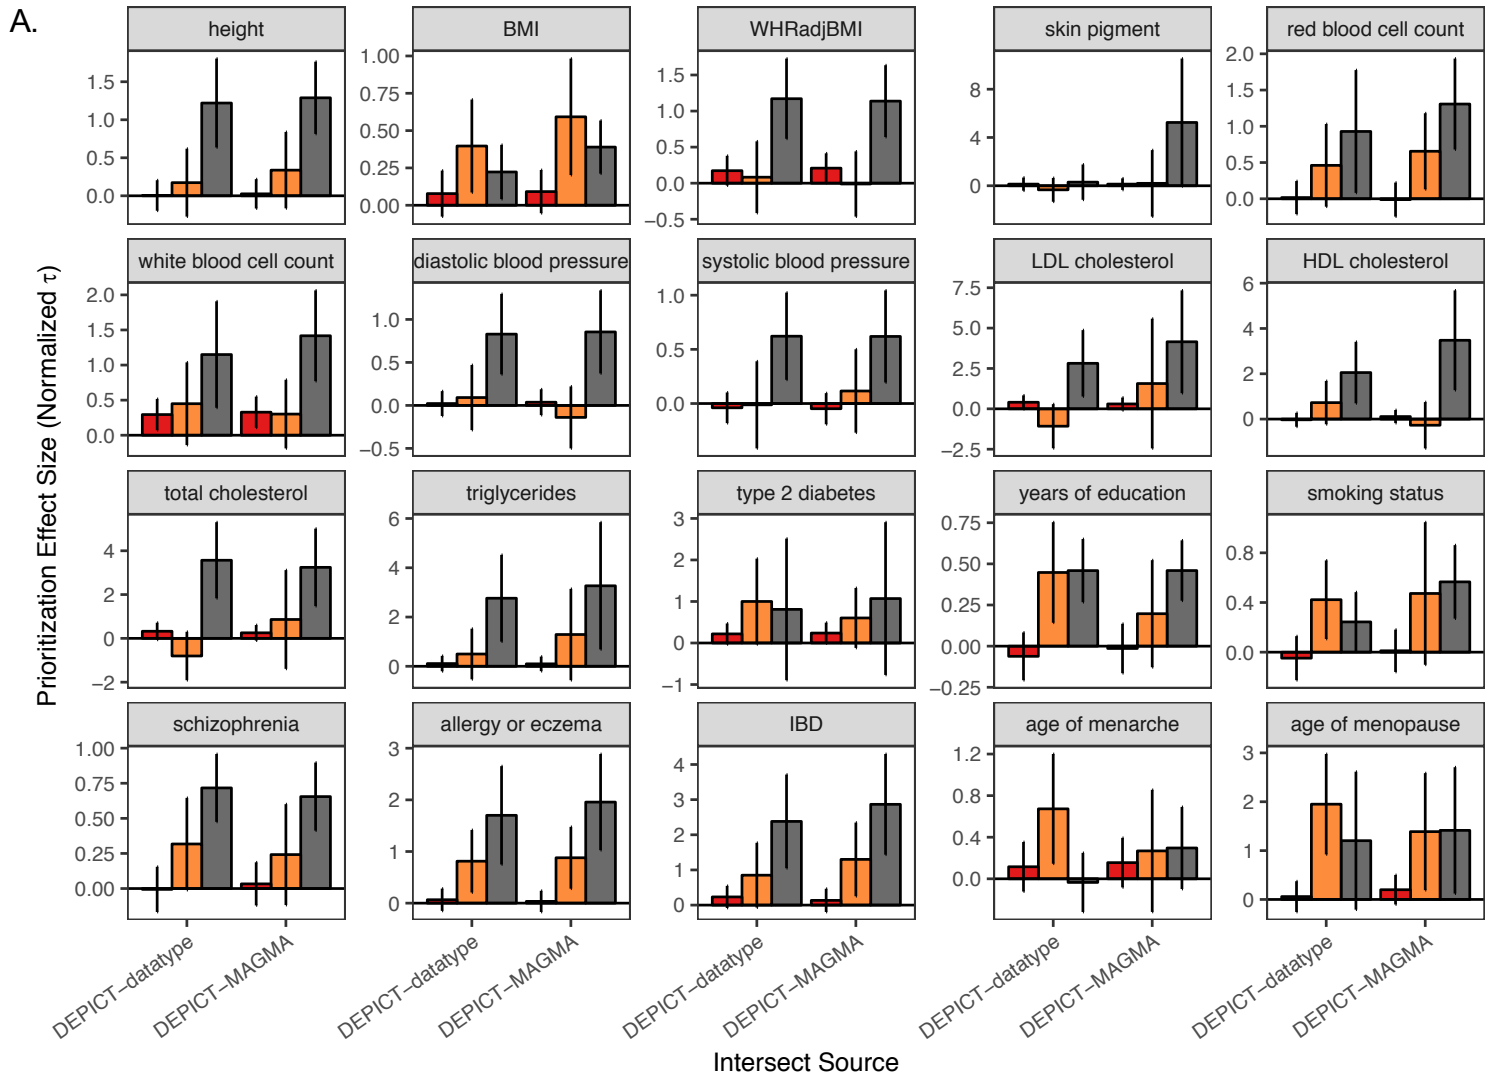 A.
Prioritization Effect Size (Normalized τ)
height
1.5
1.0
0.5
0.0
BMI
1.00
0.75
0.50
0.25
0.00
WHRadjBMI
1.5
1.0
0.5
0.0
−0.5
skin pigment
8
4
0
red blood cell count
2.0
1.5
1.0
0.5
0.0
white blood cell count
2.0
1.5
1.0
0.5
0.0
diastolic blood pressure
1.0
0.5
0.0
−0.5
systolic blood pressure
1.0
0.5
0.0
LDL cholesterol
7.5
5.0
2.5
0.0
−2.5
HDL cholesterol
6
4
2
0
total cholesterol
4
2
0
−2
triglycerides
6
4
2
0
type 2 diabetes
3
2
1
0
−1
years of education
0.75
0.50
0.25
0.00
−0.25
smoking status
0.8
0.4
0.0
schizophrenia
1.00
0.75
0.50
0.25
0.00
allergy or eczema
3
2
1
0
IBD
4
3
2
1
0
age of menarche
1.2
0.8
0.4
0.0
age of menopause
3
2
1
0
DEPICT−datatype
DEPICT−MAGMA
DEPICT−datatype
DEPICT−MAGMA
DEPICT−datatype
DEPICT−MAGMA
DEPICT−datatype
DEPICT−MAGMA
DEPICT−datatype
DEPICT−MAGMA
Intersect Source